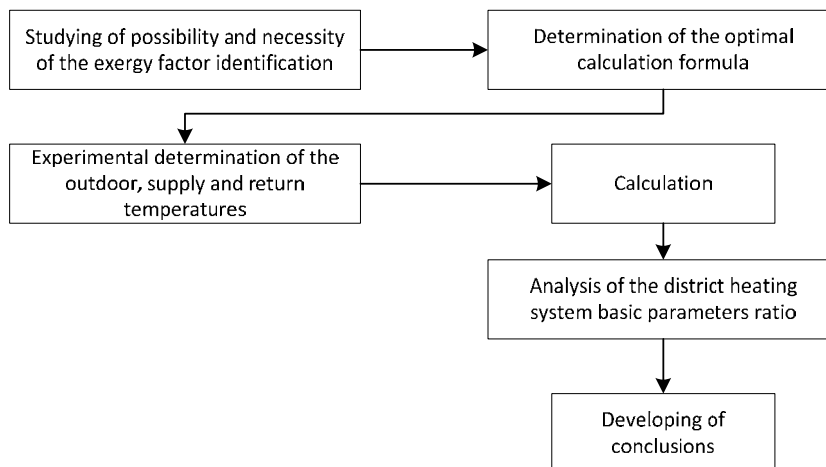 Studying of possibility and necessity
of the exergy factor identification
Determination of the optimal
calculation formula
Experimental determination of the
outdoor, supply and return
temperatures
Calculation
Analysis of the district heating
system basic parameters ratio
Developing of
conclusions